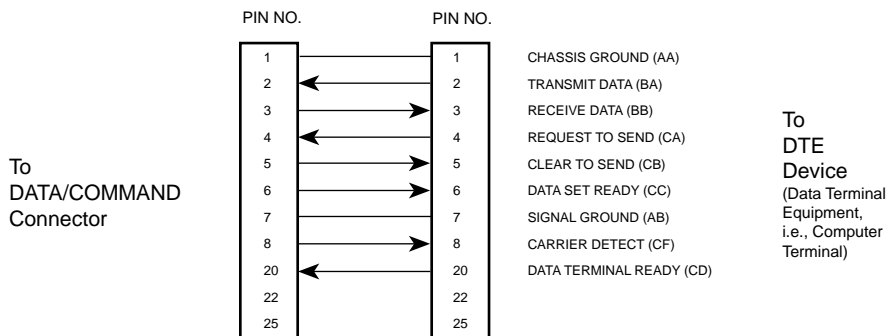 PIN NO. PIN NO.
1 1 CHASSIS GROUND (AA)
2 2 TRANSMIT DATA (BA)
3 3 RECEIVE DATA (BB)
4 4 REQUEST TO SEND (CA)
5 5 CLEAR TO SEND (CB)
6 6 DATA SET READY (CC)
7 7 SIGNAL GROUND (AB)
8 8 CARRIER DETECT (CF)
20 20 DATA TERMINAL READY (CD)
22 22
25 25
To
DATA/COMMAND
Connector
To
DTE
Device
(Data Terminal
Equipment,
i.e., Computer
Terminal)